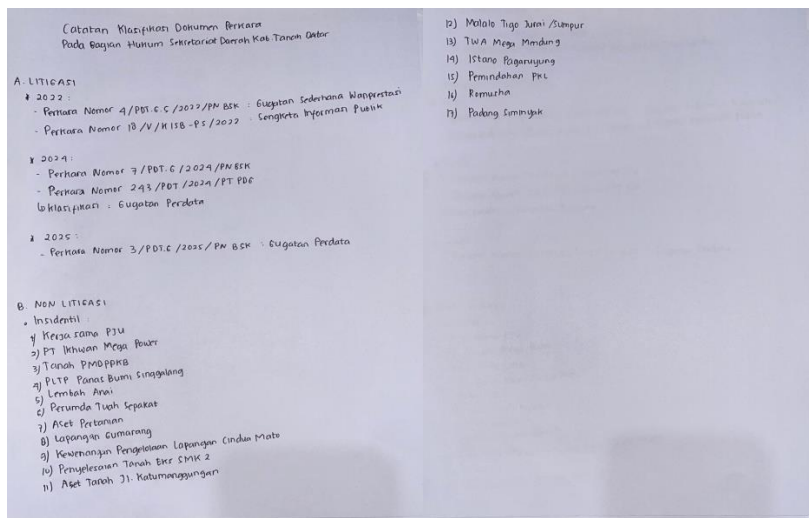 Catatan Klasifikasi Dokumen Perkara
Pada Bagian Hukum Sekretariat Daerah Kab. Tanah Datar
A. LITIGASI
* 2022 :
- Perkara Nomor 4/PDT.G.S/2022/PN BSK : Gugatan Sederhana Wanprestasi
- Perkara Nomor 18/V/KISB-PS/2022 : Sengketa Informasi Publik
* 2024 :
- Perkara Nomor 7/PDT.G/2024/PN BSK
- Perkara Nomor 243/PDT/2024/PT PDG
↳ klasifikasi : Gugatan Perdata
* 2025 :
- Perkara Nomor 3/PDT.G/2025/PN BSK : Gugatan Perdata
B. NON LITIGASI
• Insidentil
1) Kerja sama PJU
2) PT Ikhwan Mega Power
3) Tanah PMDPPKB
4) PLTP Panas Bumi Singgalang
5) Lembah Anai
6) Perumda Tuah Sepakat
7) Aset Pertanian
8) Lapangan Gumarang
9) Kewenangan Pengelolaan Lapangan Cindua Mato
10) Penyelesaian Tanah Eks SMK 2
11) Aset Tanah Jl. Katumanggungan
12) Malalo Tigo Jurai /Sumpur
13) TWA Mega Mendung
14) Istano Pagaruyung
15) Pemindahan PKL
16) Romusha
17) Padang Siminyak